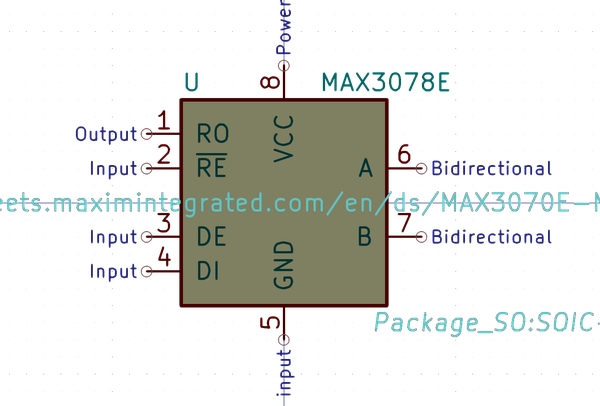 Power
8
U
MAX3078E
VCC
Output
1
RO
Input
2
RE
A
6
Bidirectional
eets.maximintegrated.com/en/ds/MAX3070E-M
Input
3
DE
B
7
Bidirectional
Input
4
DI
GND
5
Package_SO:SOIC-
input